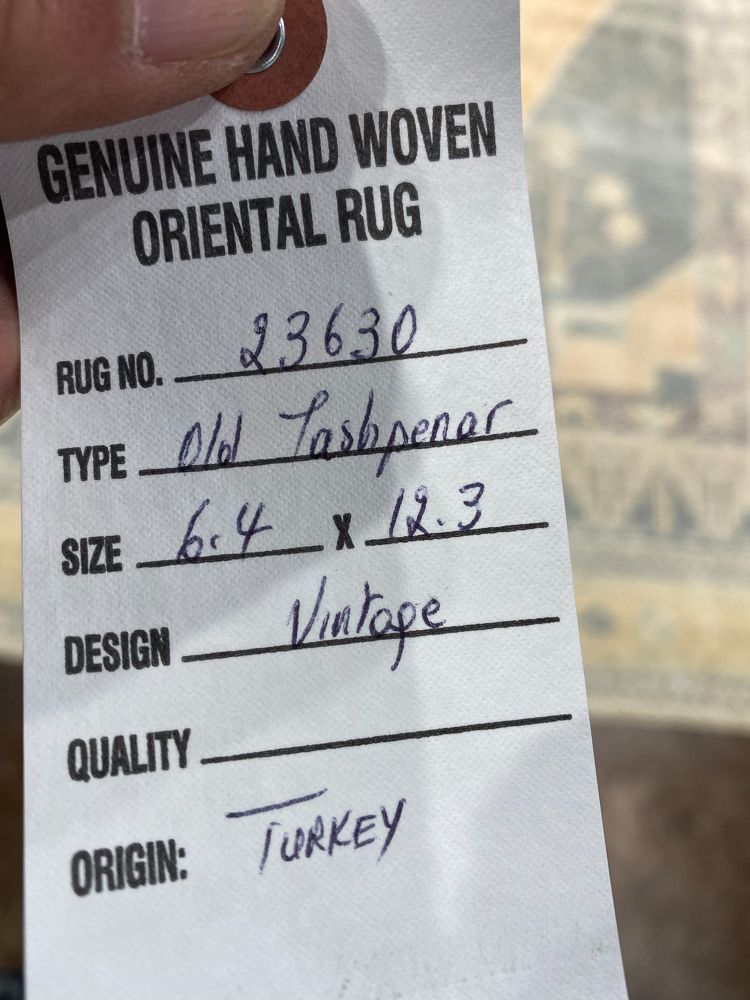 GENUINE HAND WOVEN
ORIENTAL RUG
RUG NO. 23630
TYPE Old Tashpenar
SIZE 6.4 X 12.3
DESIGN Vintage
QUALITY
ORIGIN: TURKEY